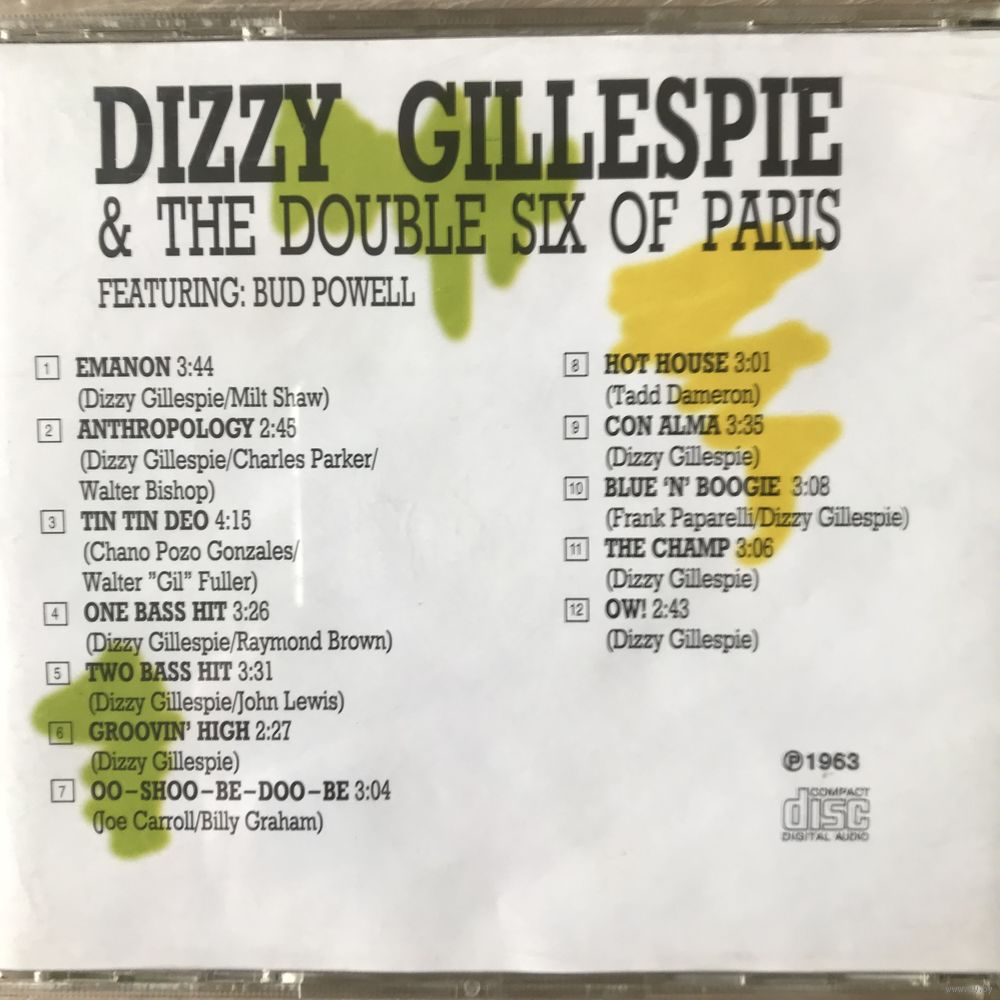 DIZZY GILLESPIE
& THE DOUBLE SIX OF PARIS
FEATURING: BUD POWELL
1 EMANON 3:44
(Dizzy Gillespie/Milt Shaw)
2 ANTHROPOLOGY 2:45
(Dizzy Gillespie/Charles Parker/
Walter Bishop)
3 TIN TIN DEO 4:15
(Chano Pozo Gonzales/
Walter ”Gil” Fuller)
4 ONE BASS HIT 3:26
(Dizzy Gillespie/Raymond Brown)
5 TWO BASS HIT 3:31
(Dizzy Gillespie/John Lewis)
6 GROOVIN’ HIGH 2:27
(Dizzy Gillespie)
7 OO–SHOO–BE–DOO–BE 3:04
(Joe Carroll/Billy Graham)
8 HOT HOUSE 3:01
(Tadd Dameron)
9 CON ALMA 3:35
(Dizzy Gillespie)
10 BLUE ‘N’ BOOGIE 3:08
(Frank Paparelli/Dizzy Gillespie)
11 THE CHAMP 3:06
(Dizzy Gillespie)
12 OW! 2:43
(Dizzy Gillespie)
℗1963
COMPACT
disc
DIGITAL AUDIO